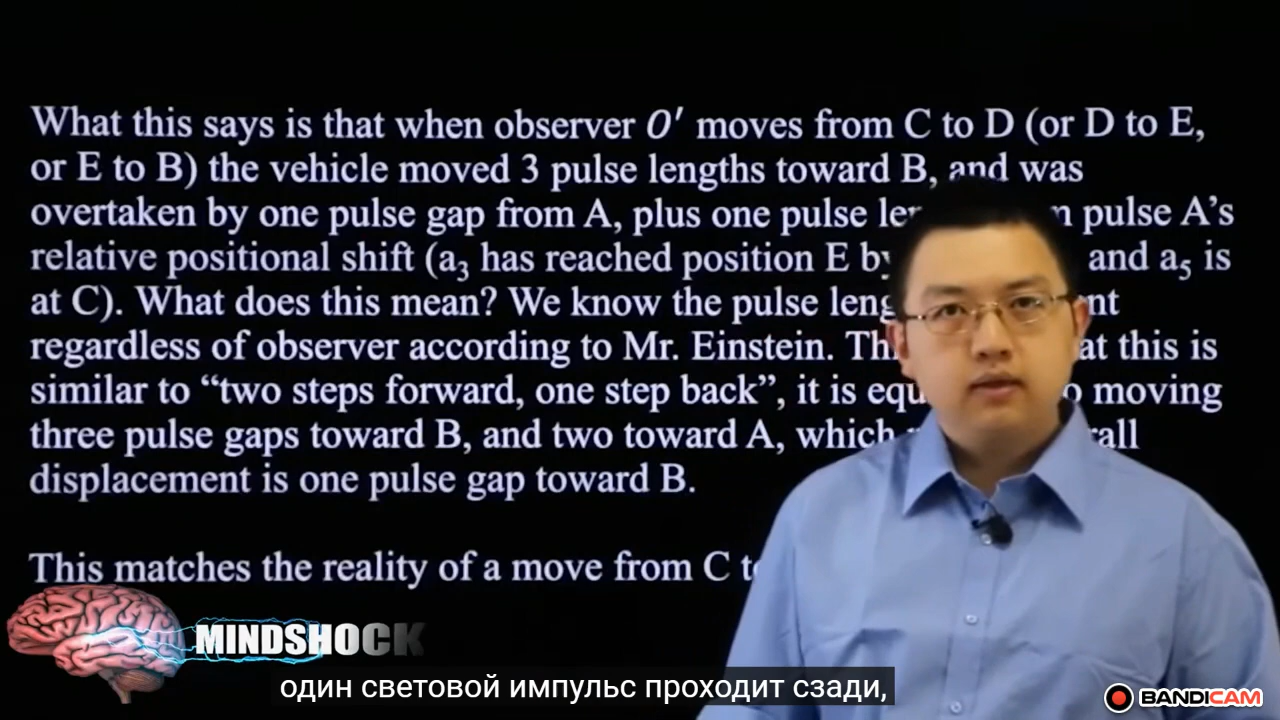 What this says is that when observer O′ moves from C to D (or D to E,
or E to B) the vehicle moved 3 pulse lengths toward B, and was
overtaken by one pulse gap from A, plus one pulse pulse A’s
relative positional shift (a₃ has reached position E and a₅ is
at C). What does this mean? We know the pulse
regardless of observer according to Mr. Einstein. this is
similar to “two steps forward, one step back”, it is moving
three pulse gaps toward B, and two toward A, which
displacement is one pulse gap toward B.
This matches the reality of a move from C
MINDSHOCK
один световой импульс проходит сзади,
BANDICAM